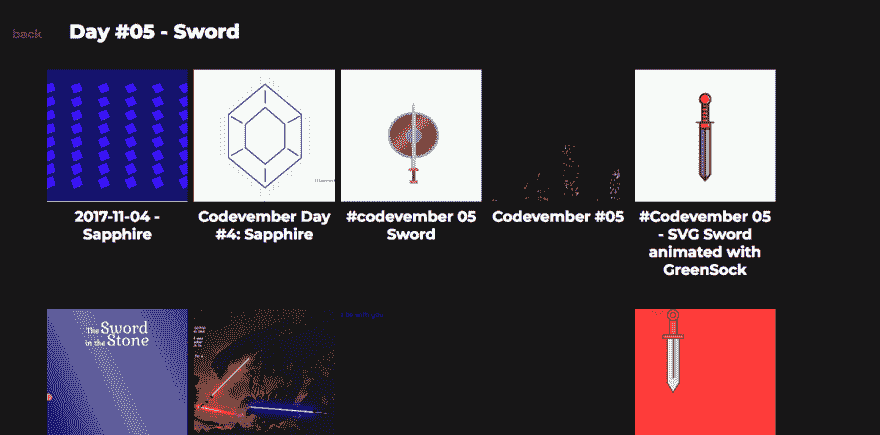 back
Day #05 - Sword
2017-11-04 -
Sapphire
Codevember Day
#4: Sapphire
#codevember 05
Sword
Codevember #05
#Codevember 05
- SVG Sword
animated with
GreenSock
The Sword
in the Stone